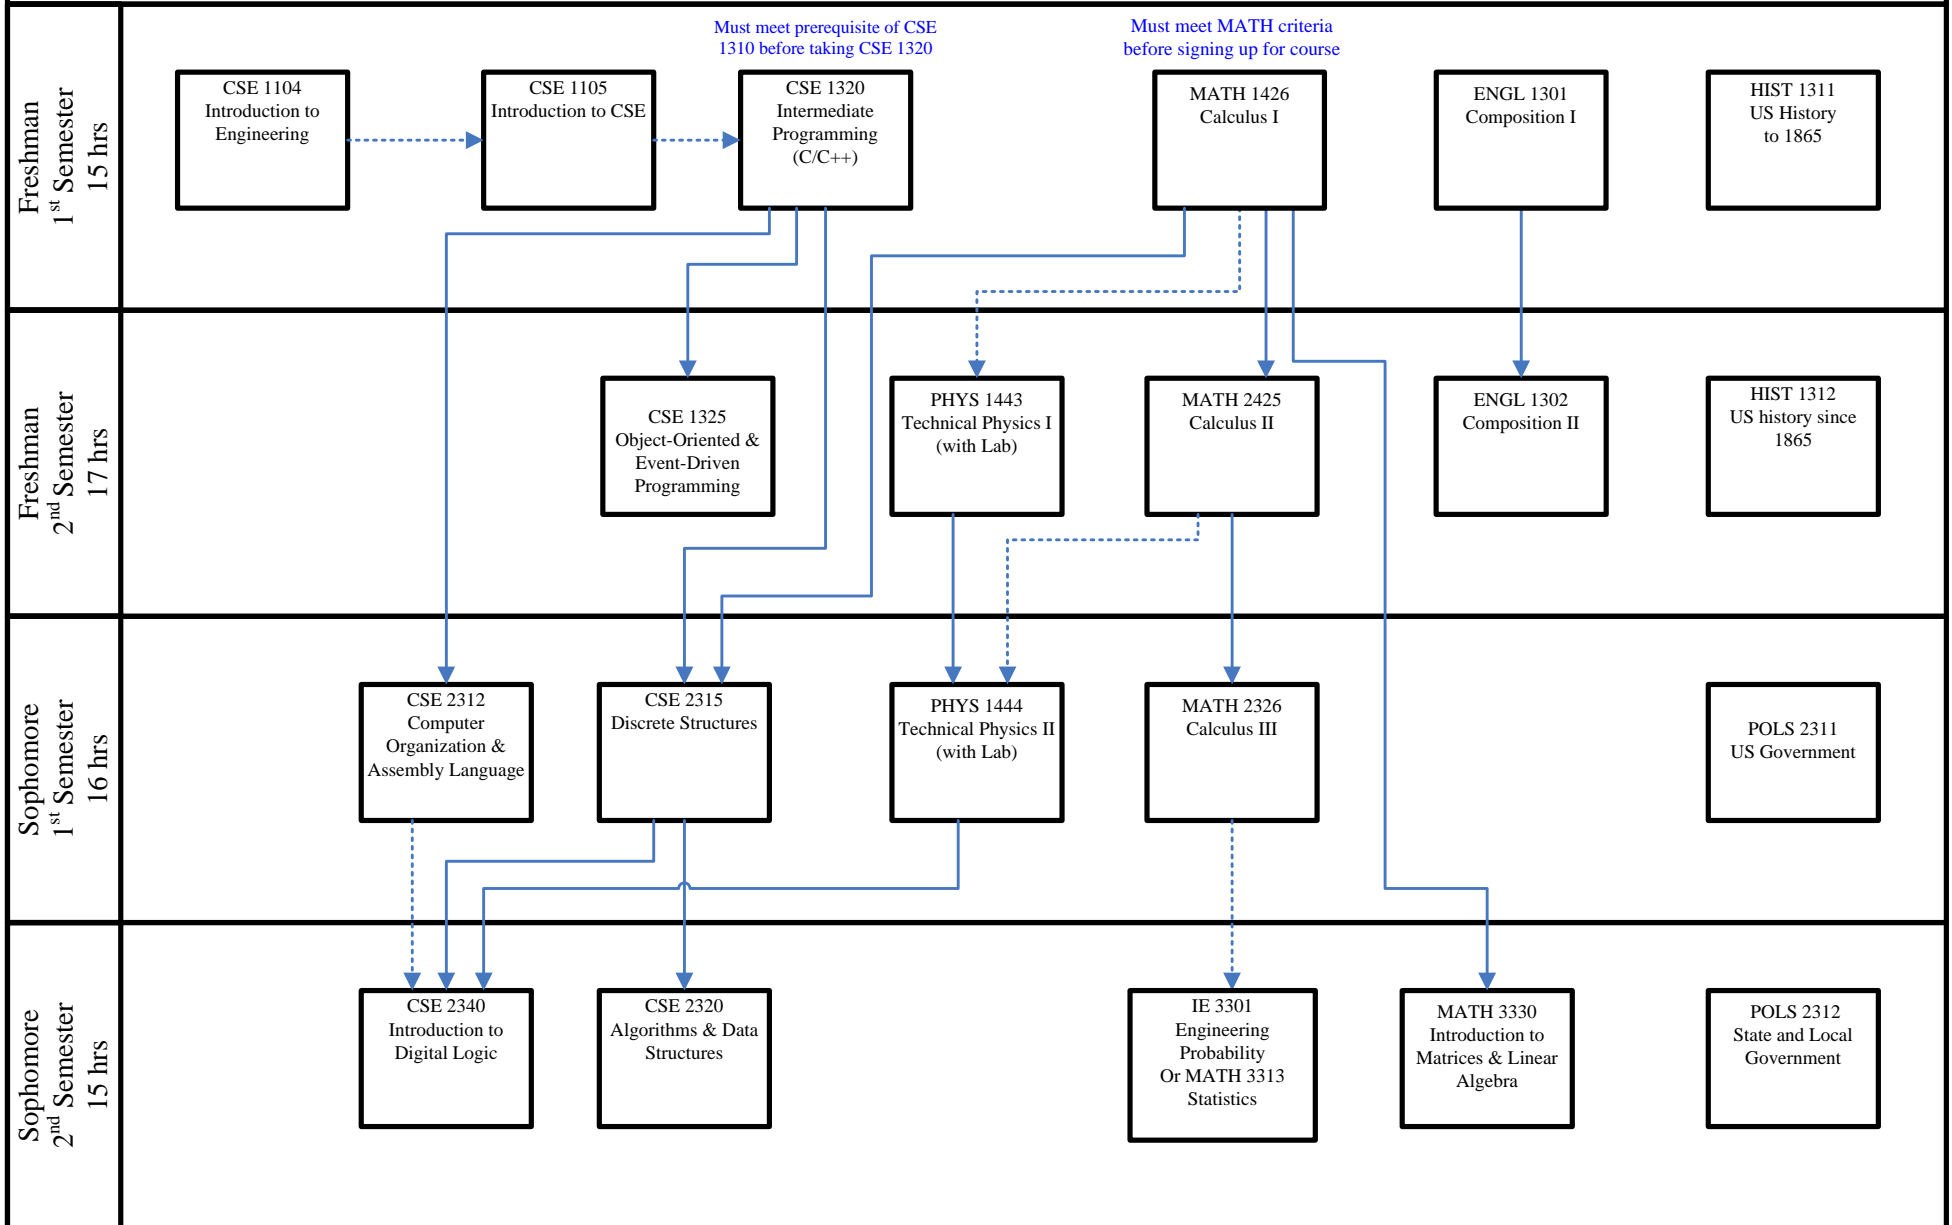 Must meet prerequisite of CSE
1310 before taking CSE 1320
Must meet MATH criteria
before signing up for course
Freshman
1st Semester
15 hrs
CSE 1104
Introduction to
Engineering
CSE 1105
Introduction to CSE
CSE 1320
Intermediate
Programming
(C/C++)
MATH 1426
Calculus I
ENGL 1301
Composition I
HIST 1311
US History
to 1865
Freshman
2nd Semester
17 hrs
CSE 1325
Object-Oriented &
Event-Driven
Programming
PHYS 1443
Technical Physics I
(with Lab)
MATH 2425
Calculus II
ENGL 1302
Composition II
HIST 1312
US history since
1865
Sophomore
1st Semester
16 hrs
CSE 2312
Computer
Organization &
Assembly Language
CSE 2315
Discrete Structures
PHYS 1444
Technical Physics II
(with Lab)
MATH 2326
Calculus III
POLS 2311
US Government
Sophomore
2nd Semester
15 hrs
CSE 2340
Introduction to
Digital Logic
CSE 2320
Algorithms & Data
Structures
IE 3301
Engineering
Probability
Or MATH 3313
Statistics
MATH 3330
Introduction to
Matrices & Linear
Algebra
POLS 2312
State and Local
Government